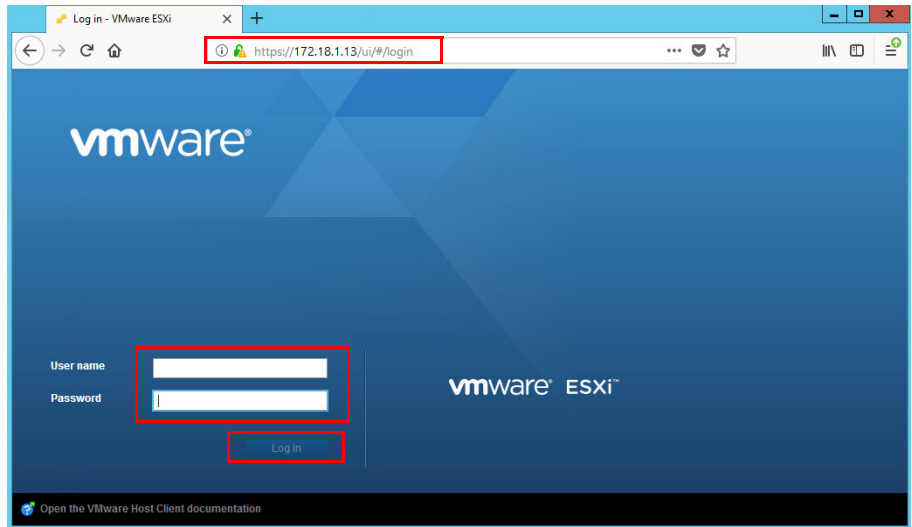 Log in - VMware ESXi
https://172.18.1.13/ui/#/login
vmware®
User name
Password
vmware® ESXi™
Log in
Open the VMware Host Client documentation